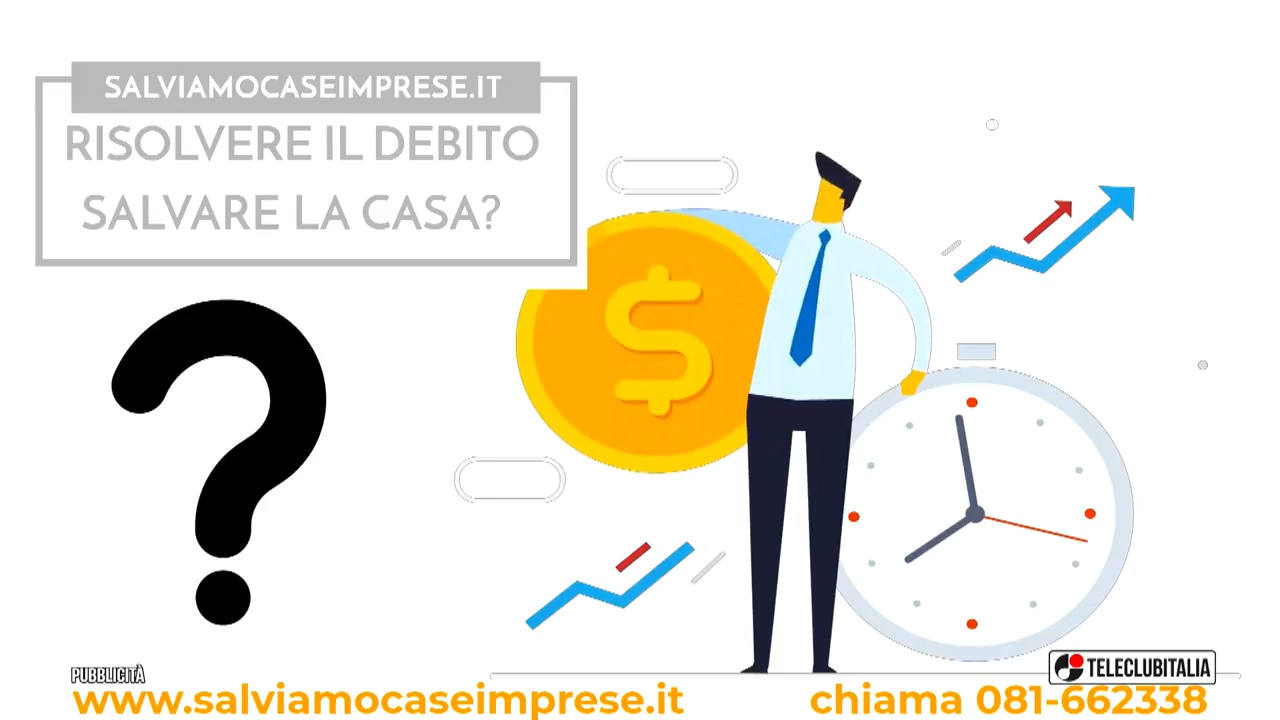 SALVIAMOCASEIMPRESE.IT
RISOLVERE IL DEBITO
SALVARE LA CASA?
?
$
PUBBLICITÀ
TELECLUBITALIA
www.salviamocaseimprese.it
chiama 081-662338